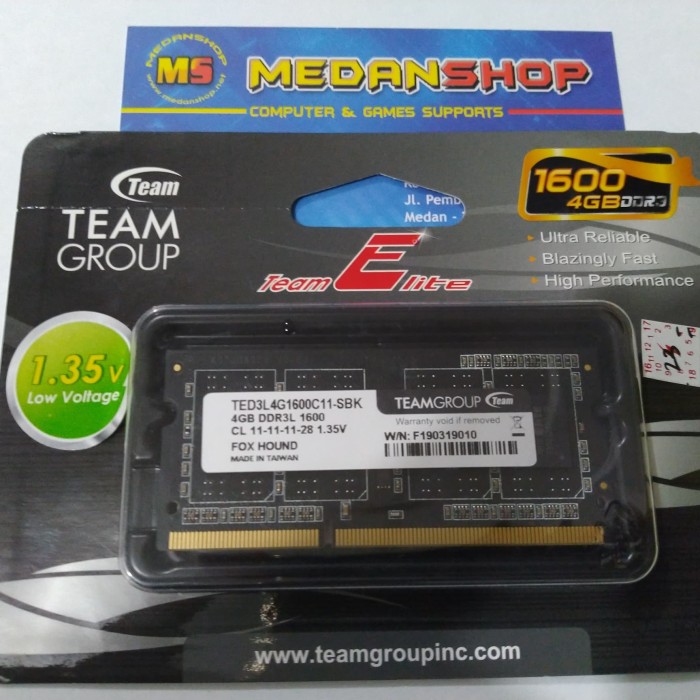 MEDANSHOP
MS
www.medanshop.net
MEDANSHOP
COMPUTER & GAMES SUPPORTS
Team
TEAM
GROUP
Jl. Pemb
Medan -
1600
4GBDDR3
Ultra Reliable
Blazingly Fast
High Performance
Team Elite
1.35V
Low Voltage
TED3L4G1600C11-SBK
4GB DDR3L 1600
CL 11-11-11-28 1.35V
FOX HOUND
MADE IN TAIWAN
TEAMGROUP Team
Warranty void if removed
W/N: F190319010
www.teamgroupinc.com